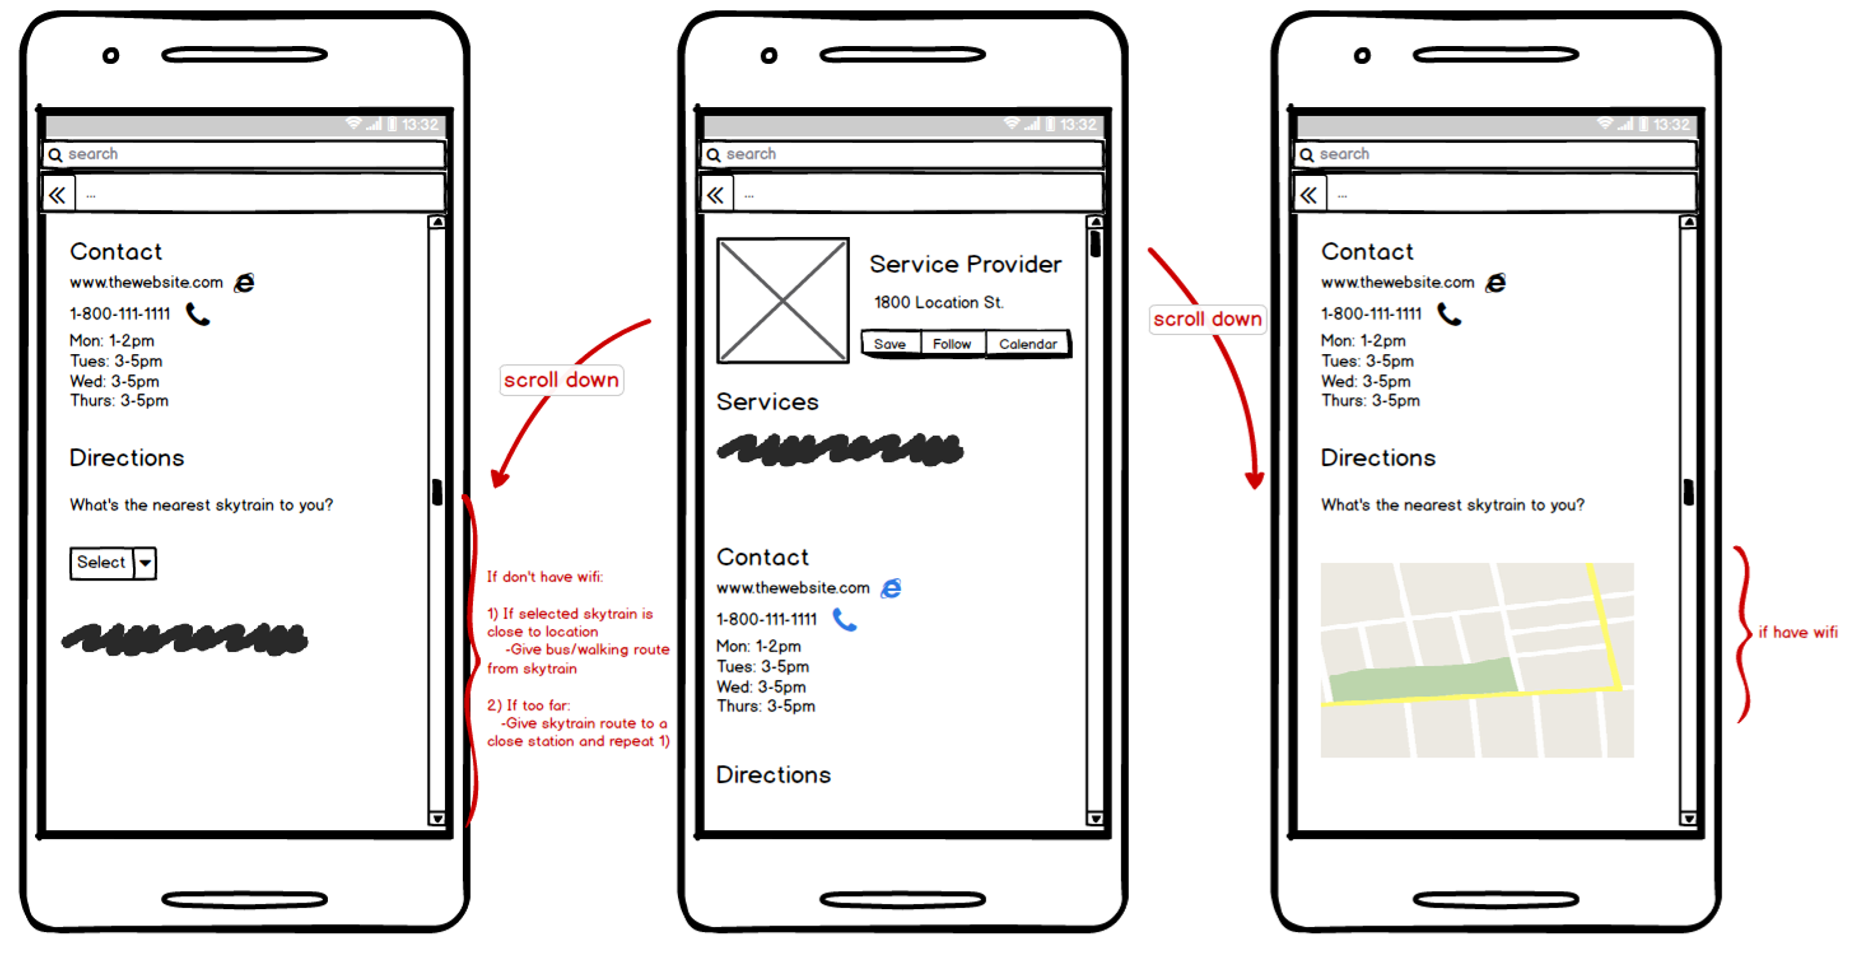 13:32
search
...
Contact
www.thewebsite.com
1-800-111-1111
Mon: 1-2pm
Tues: 3-5pm
Wed: 3-5pm
Thurs: 3-5pm
Directions
What's the nearest skytrain to you?
Select
scroll down
If don't have wifi:
1) If selected skytrain is
close to location
-Give bus/walking route
from skytrain
2) If too far:
-Give skytrain route to a
close station and repeat 1)
13:32
search
...
Service Provider
1800 Location St.
Save Follow Calendar
Services
Contact
www.thewebsite.com
1-800-111-1111
Mon: 1-2pm
Tues: 3-5pm
Wed: 3-5pm
Thurs: 3-5pm
Directions
scroll down
13:32
search
...
Contact
www.thewebsite.com
1-800-111-1111
Mon: 1-2pm
Tues: 3-5pm
Wed: 3-5pm
Thurs: 3-5pm
Directions
What's the nearest skytrain to you?
if have wifi